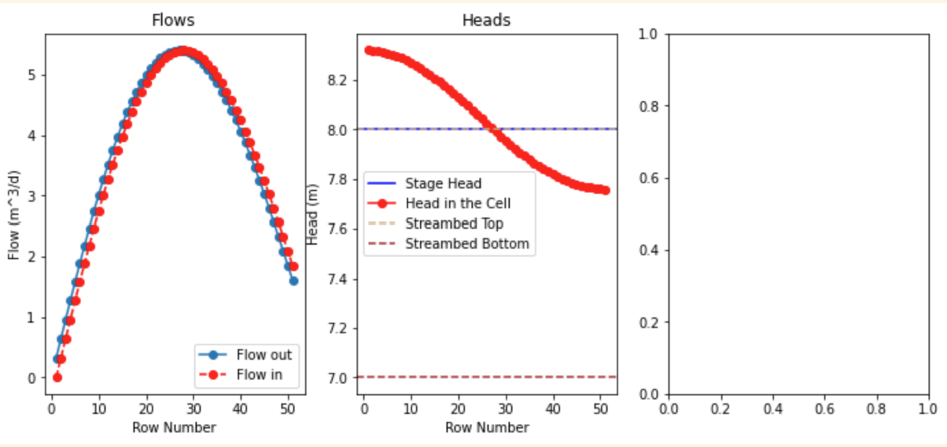 Flows
Flow (m^3/d)
5
4
3
2
1
0
0 10 20 30 40 50
Row Number
Flow out
Flow in
Heads
Head (m)
8.2
8.0
7.8
7.6
7.4
7.2
7.0
0 10 20 30 40 50
Row Number
Stage Head
Head in the Cell
Streambed Top
Streambed Bottom
1.0
0.8
0.6
0.4
0.2
0.0
0.0 0.2 0.4 0.6 0.8 1.0